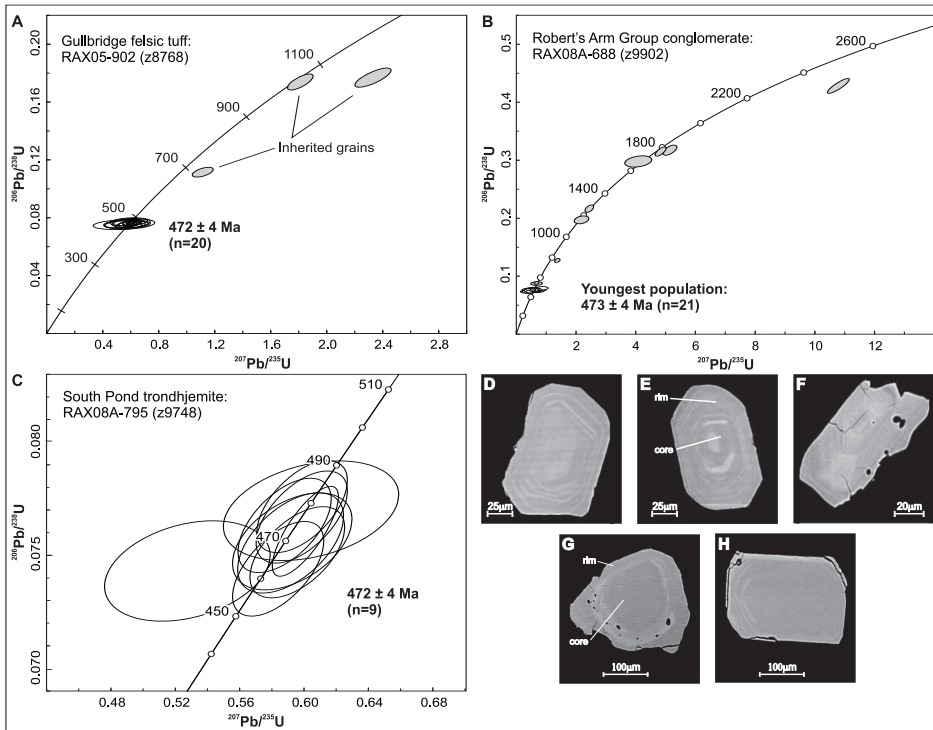 A
Gullbridge felsic tuff:
RAX05-902 (z8768)
0.20
0.16
0.12
0.08
0.04
206Pb/238U
1100
900
700
500
300
Inherited grains
472 ± 4 Ma
(n=20)
0.4
1.0
1.6
2.2
2.8
207Pb/235U
B
Robert's Arm Group conglomerate:
RAX08A-688 (z9902)
0.5
0.4
0.3
0.2
0.1
206Pb/238U
2600
2200
1800
1400
1000
Youngest population:
473 ± 4 Ma (n=21)
2
4
6
8
10
12
207Pb/235U
C
South Pond trondhjemite:
RAX08A-795 (z9748)
0.080
0.075
0.070
206Pb/238U
510
490
470
450
472 ± 4 Ma
(n=9)
0.48
0.52
0.56
0.60
0.64
0.68
207Pb/235U
D
25μm
E
rim
core
25μm
F
20μm
G
rim
core
100μm
H
100μm